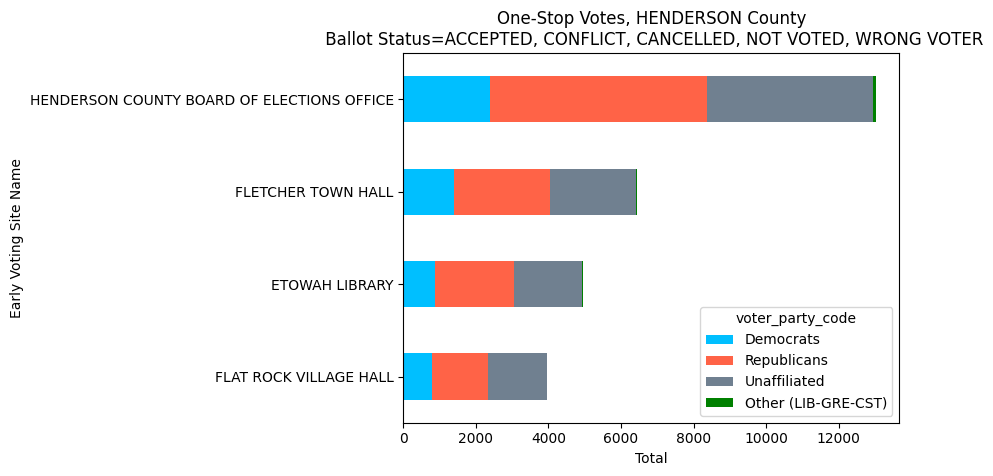 One-Stop Votes, HENDERSON County
Ballot Status=ACCEPTED, CONFLICT, CANCELLED, NOT VOTED, WRONG VOTER
Early Voting Site Name
HENDERSON COUNTY BOARD OF ELECTIONS OFFICE
FLETCHER TOWN HALL
ETOWAH LIBRARY
FLAT ROCK VILLAGE HALL
voter_party_code
Democrats
Republicans
Unaffiliated
Other (LIB-GRE-CST)
0 2000 4000 6000 8000 10000 12000
Total